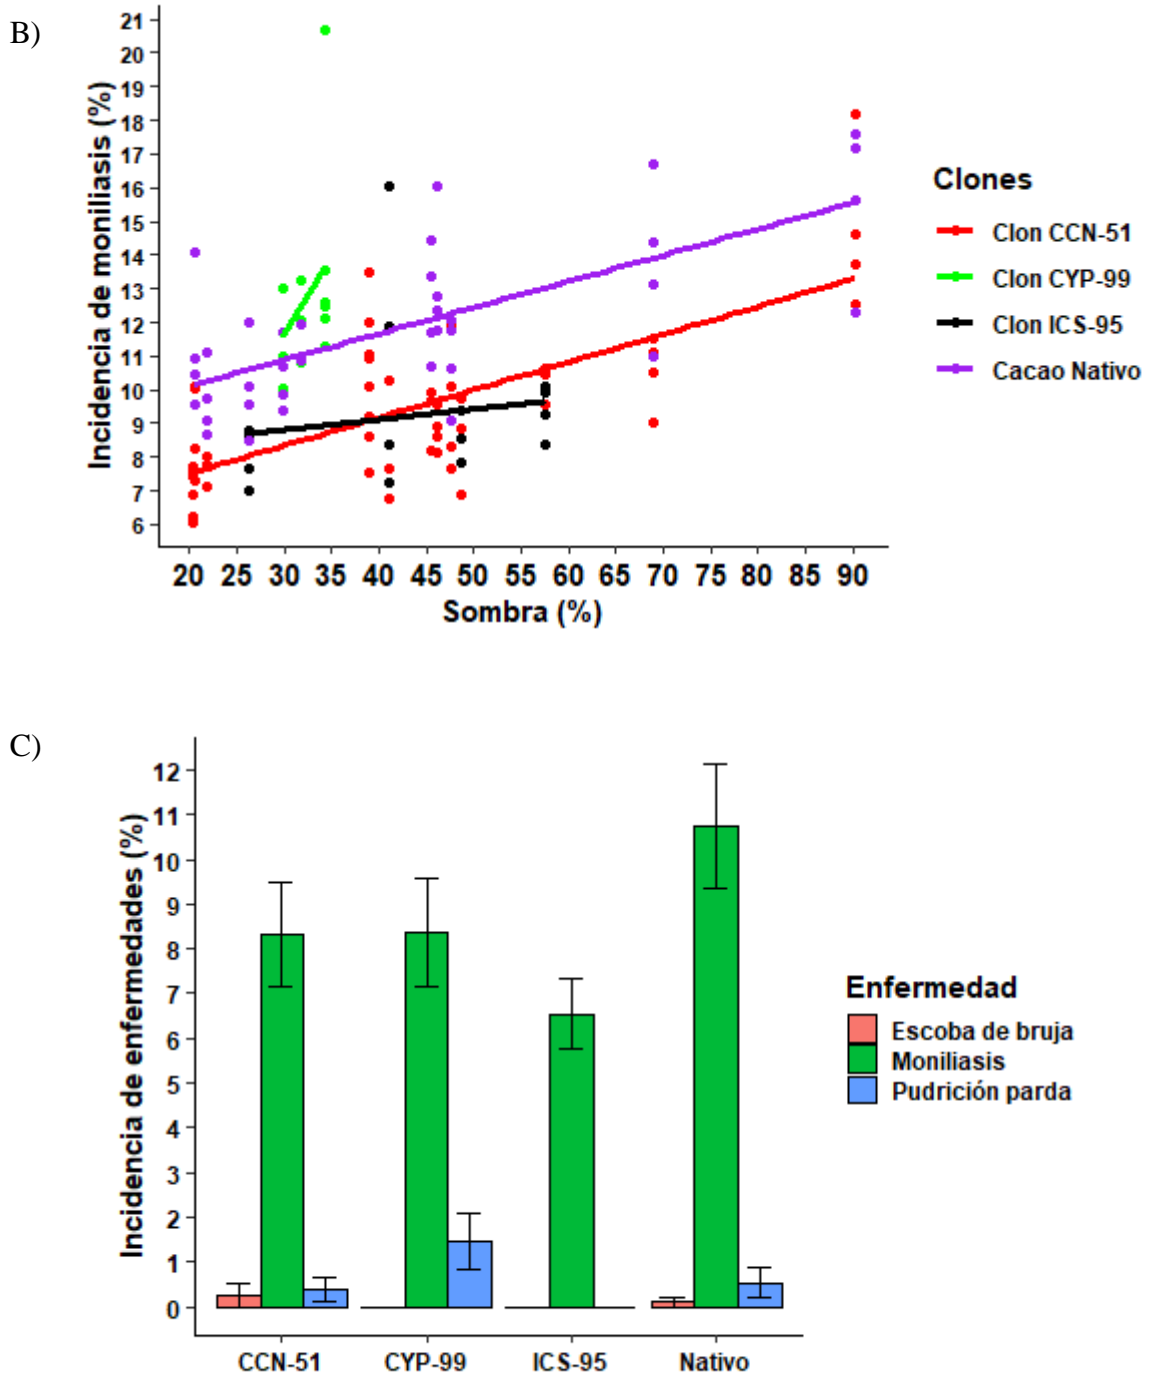 B)
Incidencia de moniliasis (%)
21
20
19
18
17
16
15
14
13
12
11
10
9
8
7
6
20 25 30 35 40 45 50 55 60 65 70 75 80 85 90
Sombra (%)
Clones
Clon CCN-51
Clon CYP-99
Clon ICS-95
Cacao Nativo
C)
Incidencia de enfermedades (%)
12
11
10
9
8
7
6
5
4
3
2
1
0
CCN-51 CYP-99 ICS-95 Nativo
Enfermedad
Escoba de bruja
Moniliasis
Pudrición parda